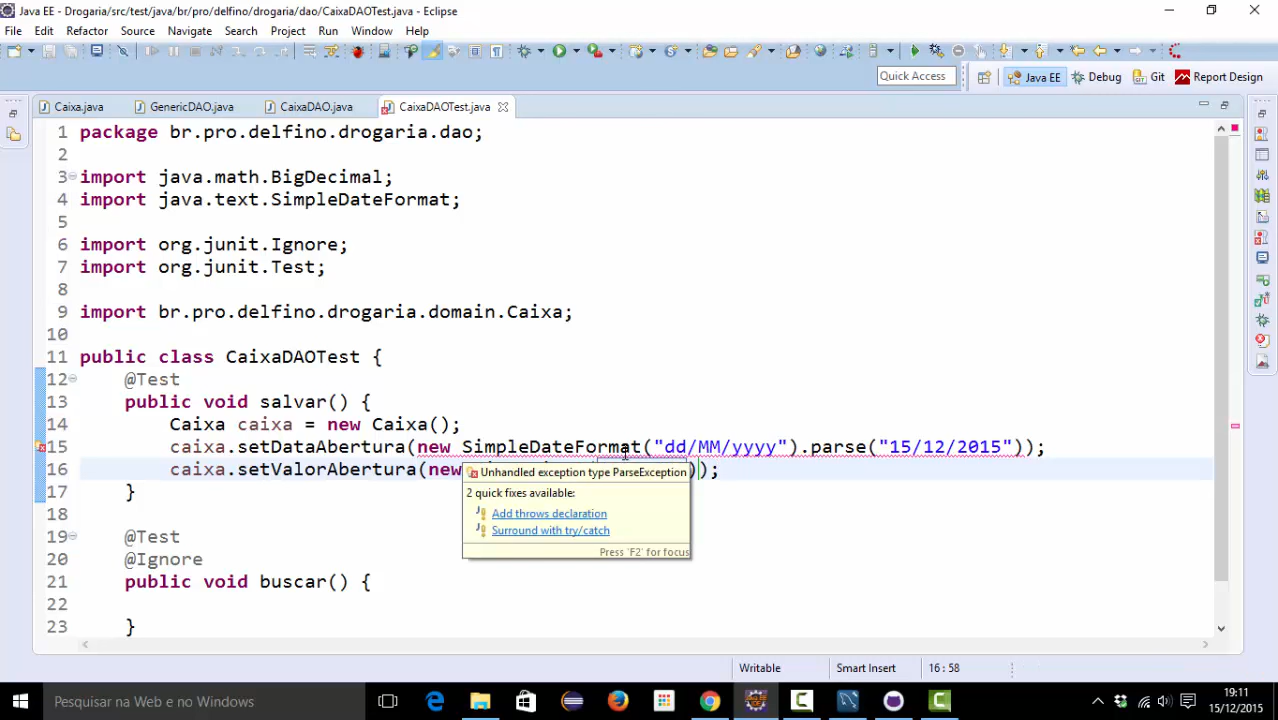 Java EE - Drogaria/src/test/java/br/pro/delfino/drogaria/dao/CaixaDAOTest.java - Eclipse
File Edit Refactor Source Navigate Search Project Run Window Help
Quick Access Java EE Debug Git Report Design
Caixa.java GenericDAO.java CaixaDAO.java CaixaDAOTest.java
1 package br.pro.delfino.drogaria.dao;
2
3 import java.math.BigDecimal;
4 import java.text.SimpleDateFormat;
5
6 import org.junit.Ignore;
7 import org.junit.Test;
8
9 import br.pro.delfino.drogaria.domain.Caixa;
10
11 public class CaixaDAOTest {
12 @Test
13 public void salvar() {
14 Caixa caixa = new Caixa();
15 caixa.setDataAbertura(new SimpleDateFormat("dd/MM/yyyy").parse("15/12/2015"));
16 caixa.setValorAbertura(new ));
Unhandled exception type ParseException
2 quick fixes available:
Add throws declaration
Surround with try/catch
Press 'F2' for focus
17 }
18
19 @Test
20 @Ignore
21 public void buscar() {
22
23 }
Writable Smart Insert 16 : 58
Pesquisar na Web e no Windows
19:11
15/12/2015